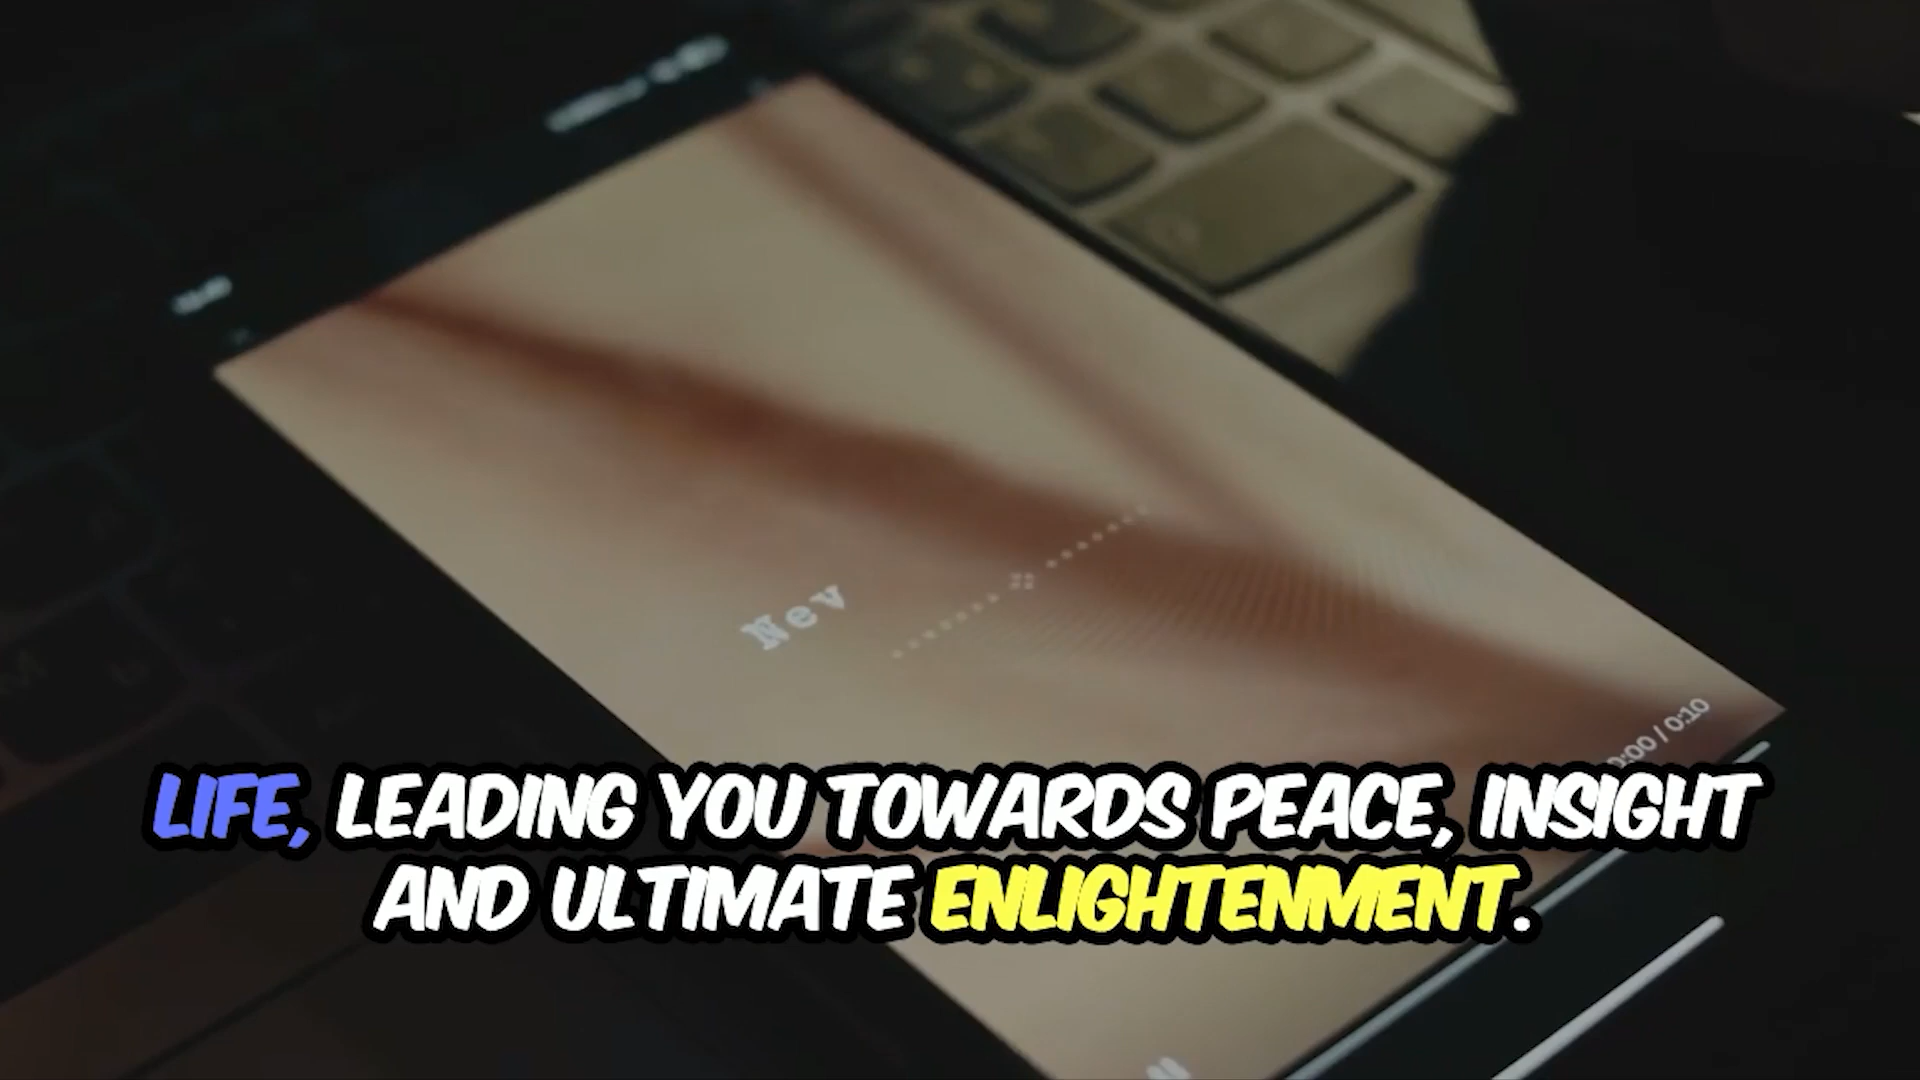 Nev
0:00 / 0:10
LIFE, LEADING YOU TOWARDS PEACE, INSIGHT
AND ULTIMATE ENLIGHTENMENT.